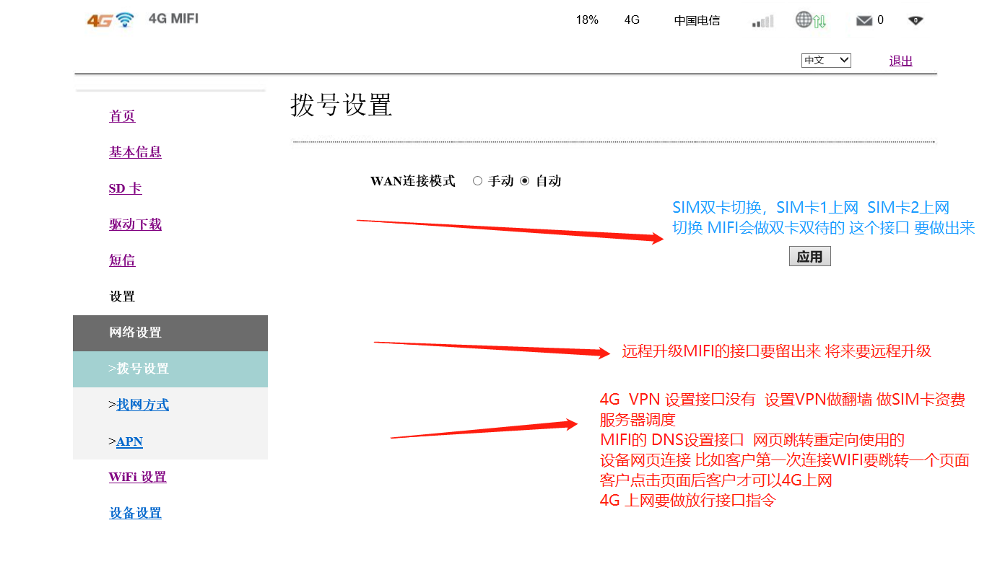 4G 4G MIFI 18% 4G 中国电信 0 0
中文 退出
拨号设置
首页
基本信息
SD 卡
驱动下载
短信
设置
网络设置
>拨号设置
>找网方式
>APN
WiFi 设置
设备设置
WAN连接模式 手动 自动
SIM双卡切换，SIM卡1上网 SIM卡2上网
切换 MIFI会做双卡双待的 这个接口 要做出来
应用
远程升级MIFI的接口要留出来 将来要远程升级
4G VPN 设置接口没有 设置VPN做翻墙 做SIM卡资费
服务器调度
MIFI的 DNS设置接口 网页跳转重定向使用的
设备网页连接 比如客户第一次连接WIFI要跳转一个页面
客户点击页面后客户才可以4G上网
4G 上网要做放行接口指令